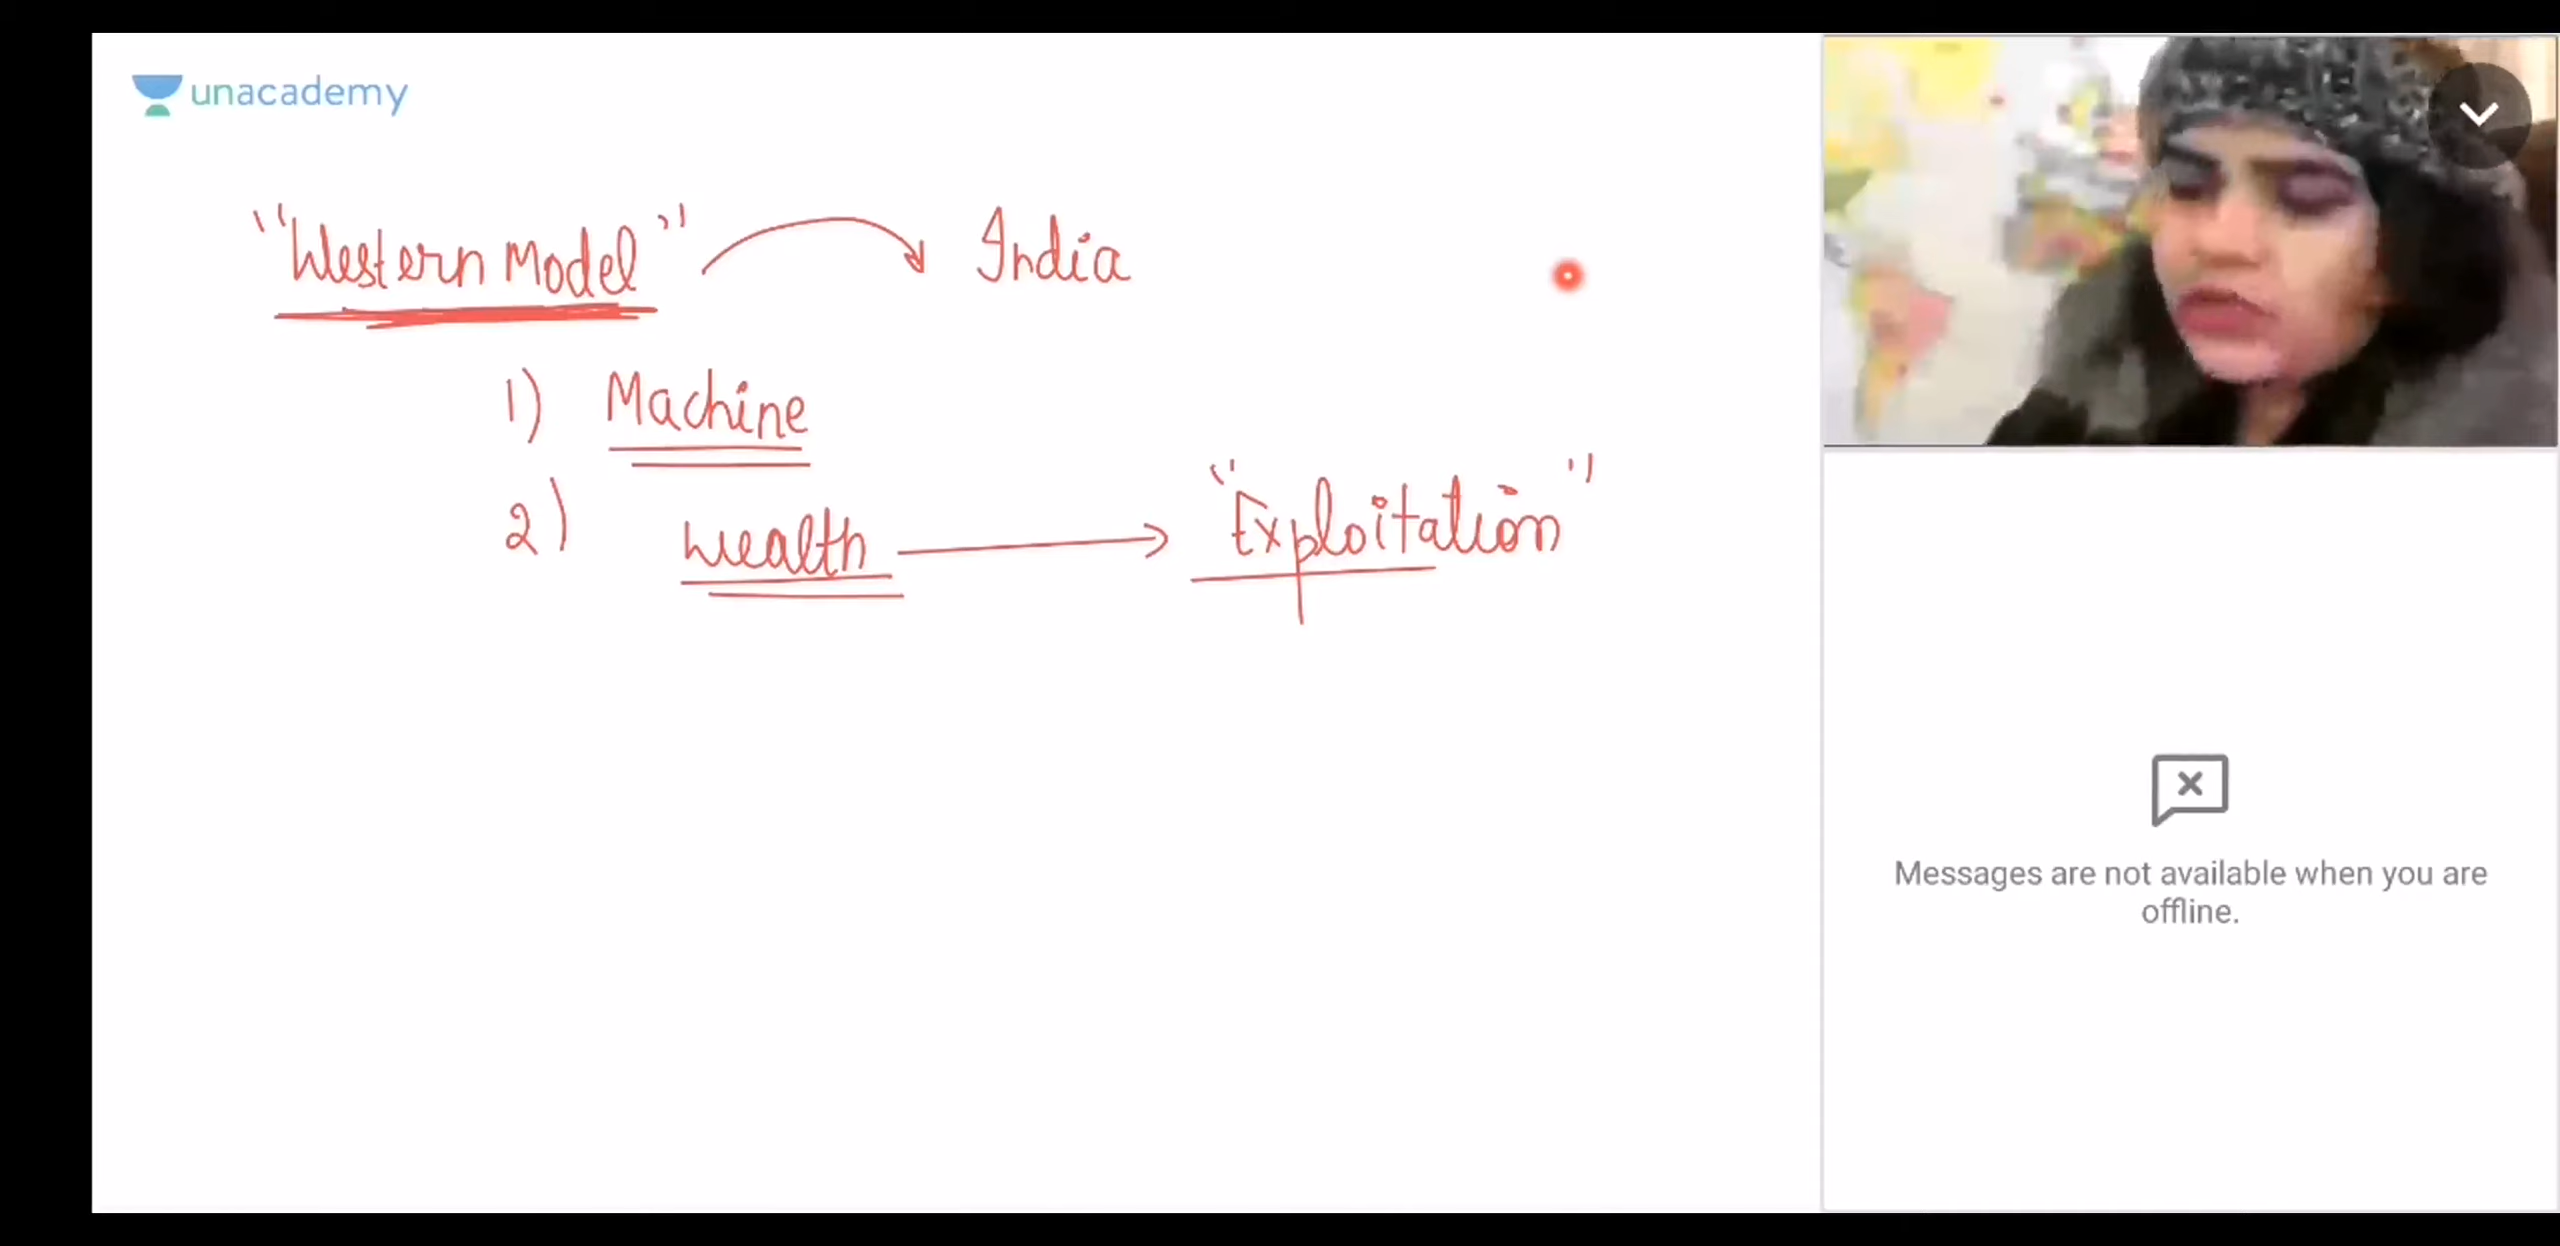 unacademy
"Western Model" India
1) Machine
2) Wealth "Exploitation"
Messages are not available when you are
offline.